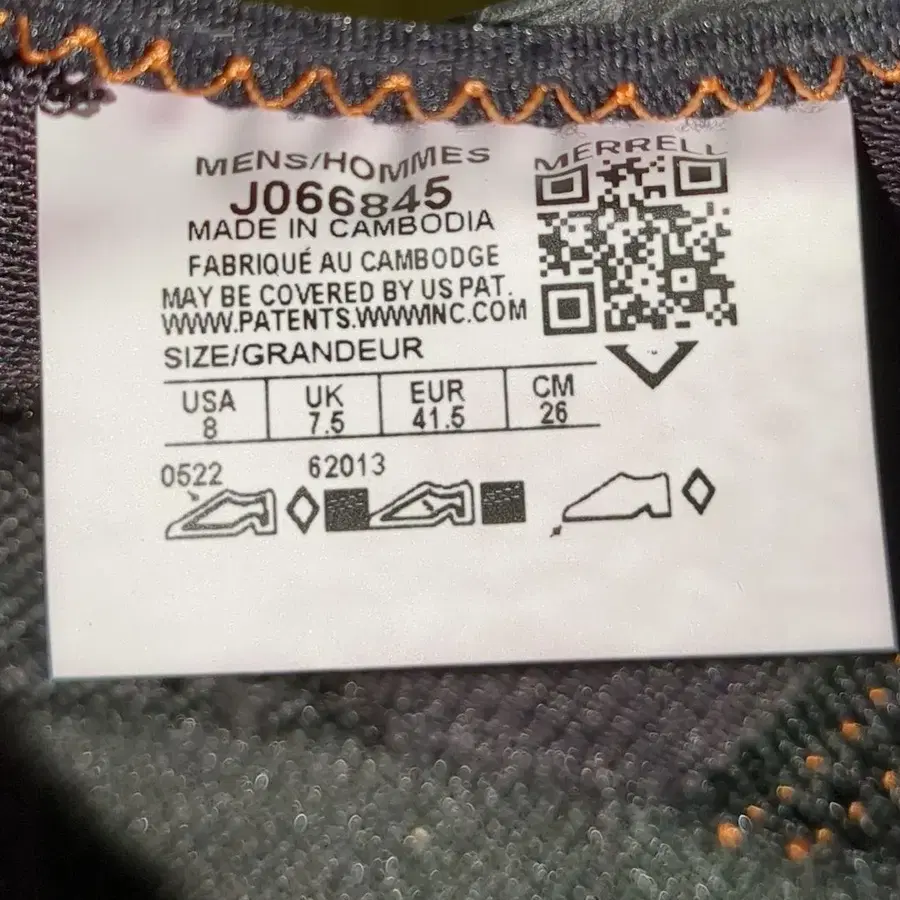 MENS/HOMMES
MERRELL
J066845
MADE IN CAMBODIA
FABRIQUÉ AU CAMBODGE
MAY BE COVERED BY US PAT.
WWW.PATENTS.WWWINC.COM
SIZE/GRANDEUR
USA UK EUR CM
8 7.5 41.5 26
0522 62013